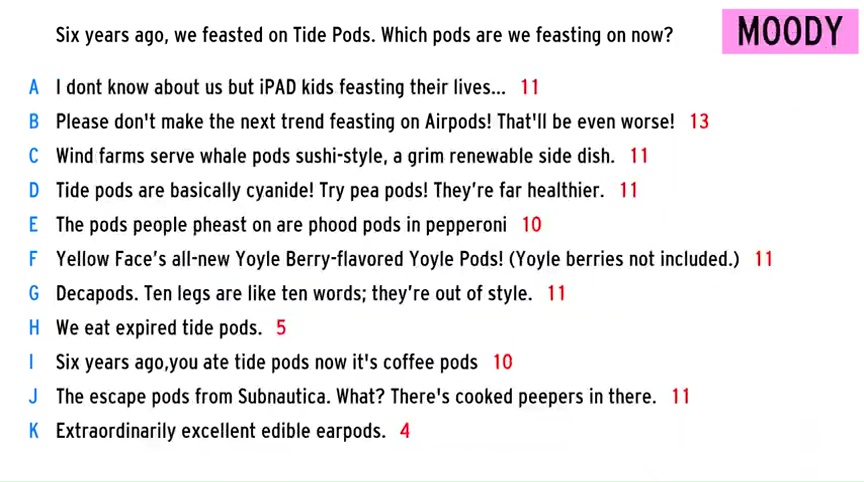 Six years ago, we feasted on Tide Pods. Which pods are we feasting on now?
MOODY
A I dont know about us but iPAD kids feasting their lives... 11
B Please don't make the next trend feasting on Airpods! That'll be even worse! 13
C Wind farms serve whale pods sushi-style, a grim renewable side dish. 11
D Tide pods are basically cyanide! Try pea pods! They're far healthier. 11
E The pods people pheast on are phood pods in pepperoni 10
F Yellow Face's all-new Yoyle Berry-flavored Yoyle Pods! (Yoyle berries not included.) 11
G Decapods. Ten legs are like ten words; they're out of style. 11
H We eat expired tide pods. 5
I Six years ago,you ate tide pods now it's coffee pods 10
J The escape pods from Subnautica. What? There's cooked peepers in there. 11
K Extraordinarily excellent edible earpods. 4